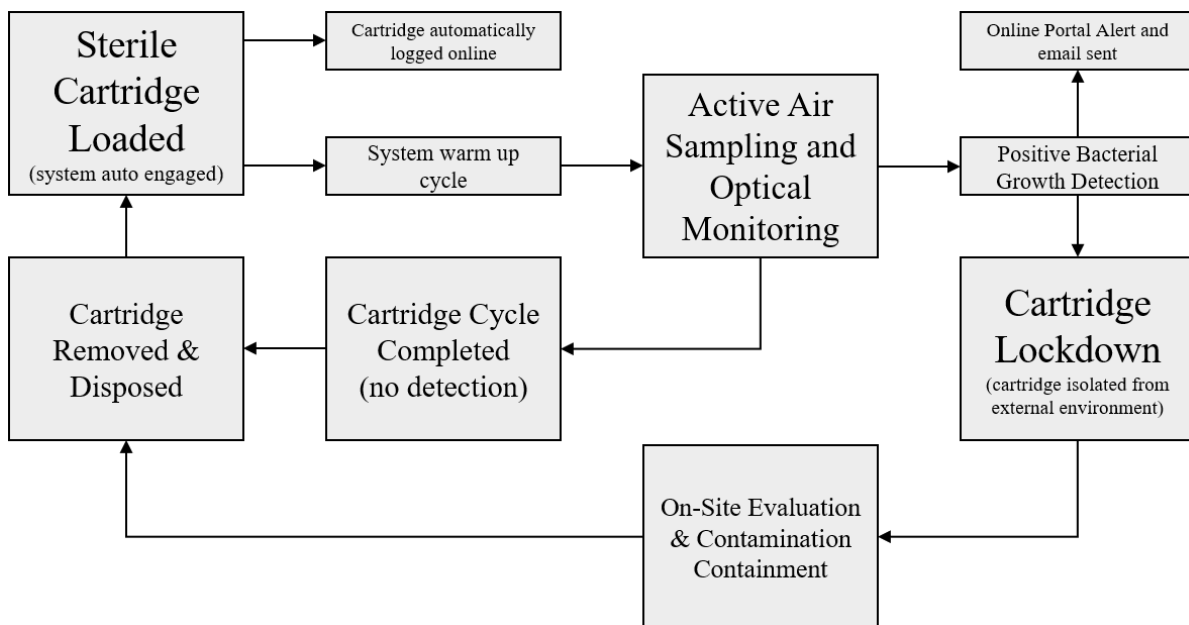 Sterile
Cartridge
Loaded
(system auto engaged)
Cartridge automatically
logged online
System warm up
cycle
Active Air
Sampling and
Optical
Monitoring
Online Portal Alert and
email sent
Positive Bacterial
Growth Detection
Cartridge
Removed &
Disposed
Cartridge Cycle
Completed
(no detection)
Cartridge
Lockdown
(cartridge isolated from
external environment)
On-Site Evaluation
& Contamination
Containment